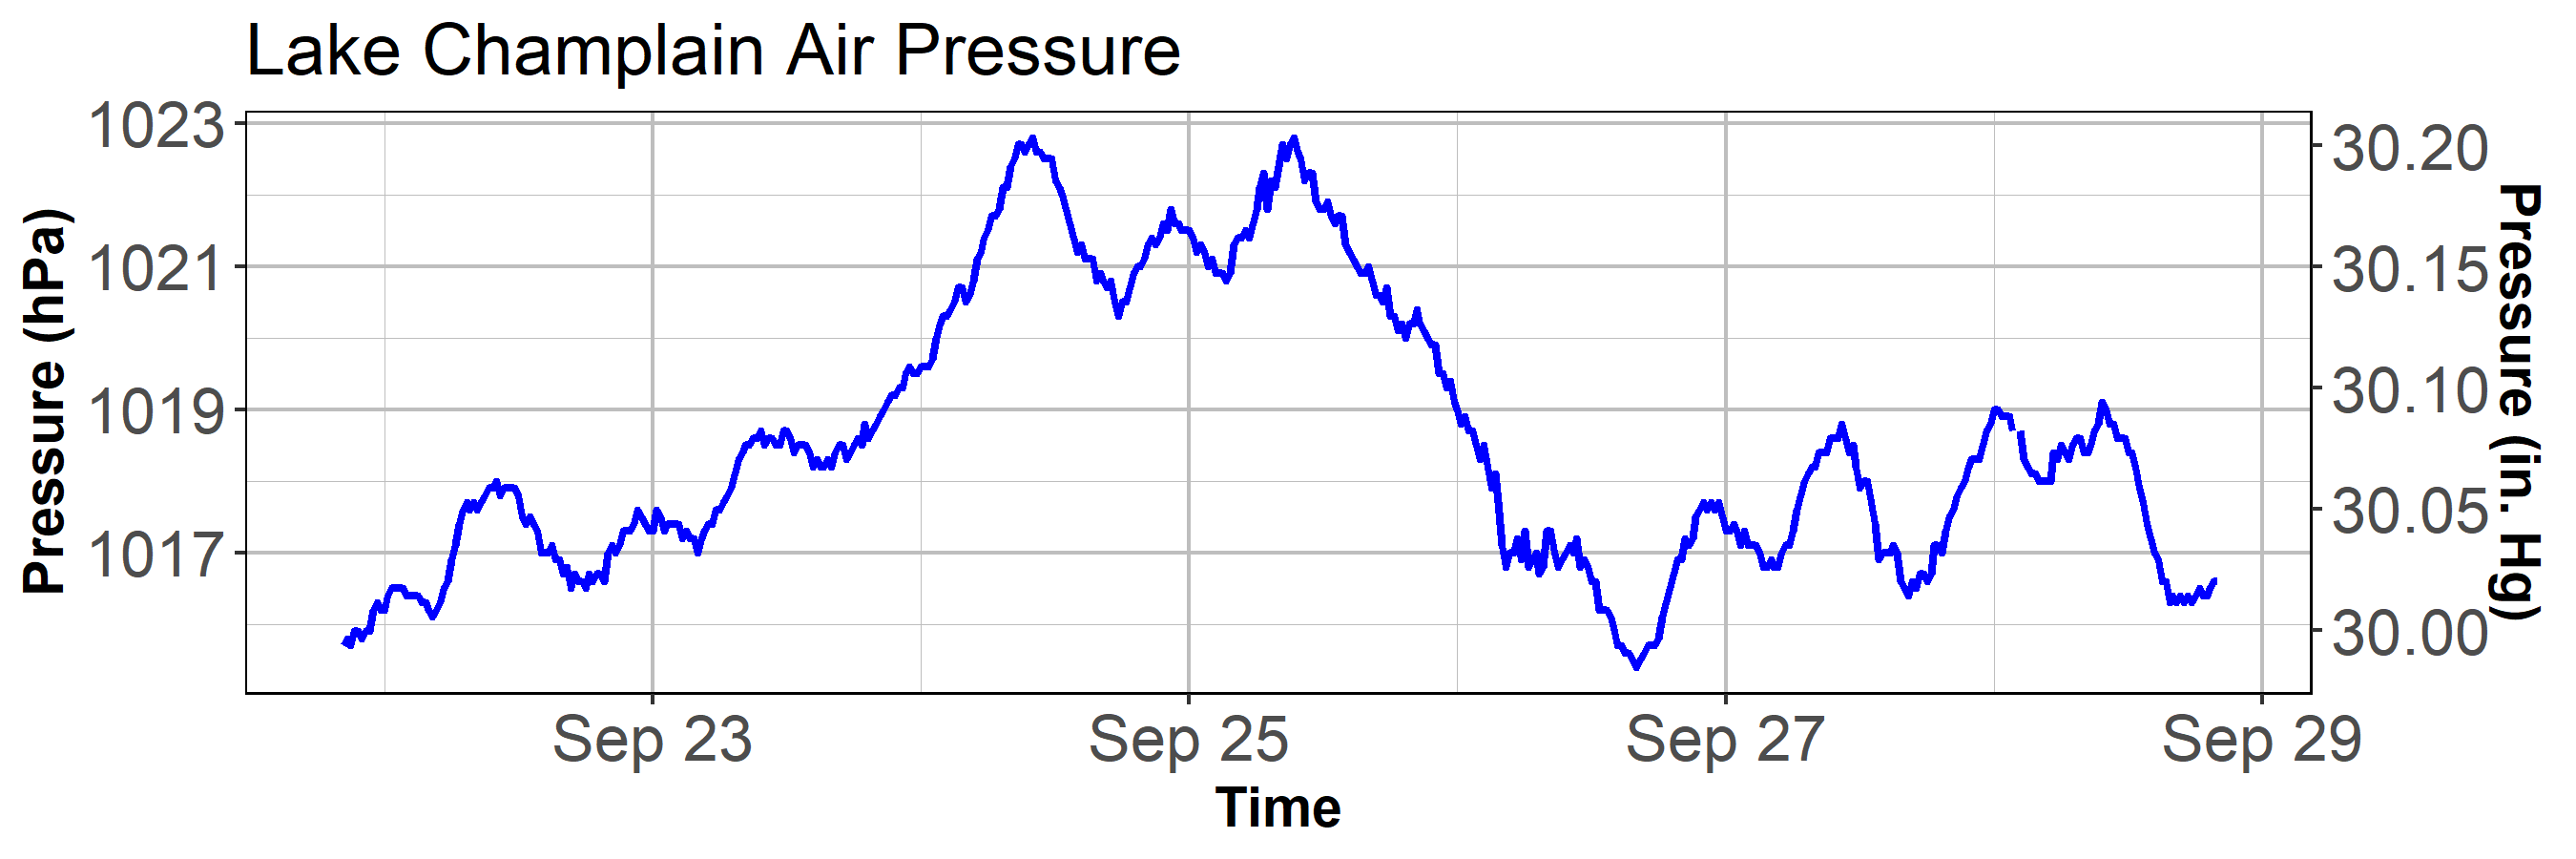 Lake Champlain Air Pressure
Pressure (hPa)
1023
1021
1019
1017
30.20
30.15
30.10
30.05
30.00
Pressure (in. Hg)
Sep 23
Sep 25
Sep 27
Sep 29
Time